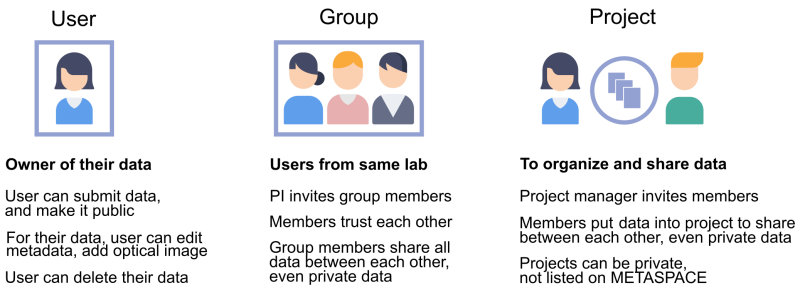 User
Owner of their data
User can submit data,
and make it public
For their data, user can edit
metadata, add optical image
User can delete their data
Group
Users from same lab
PI invites group members
Members trust each other
Group members share all
data between each other,
even private data
Project
To organize and share data
Project manager invites members
Members put data into project to share
between each other, even private data
Projects can be private,
not listed on METASPACE